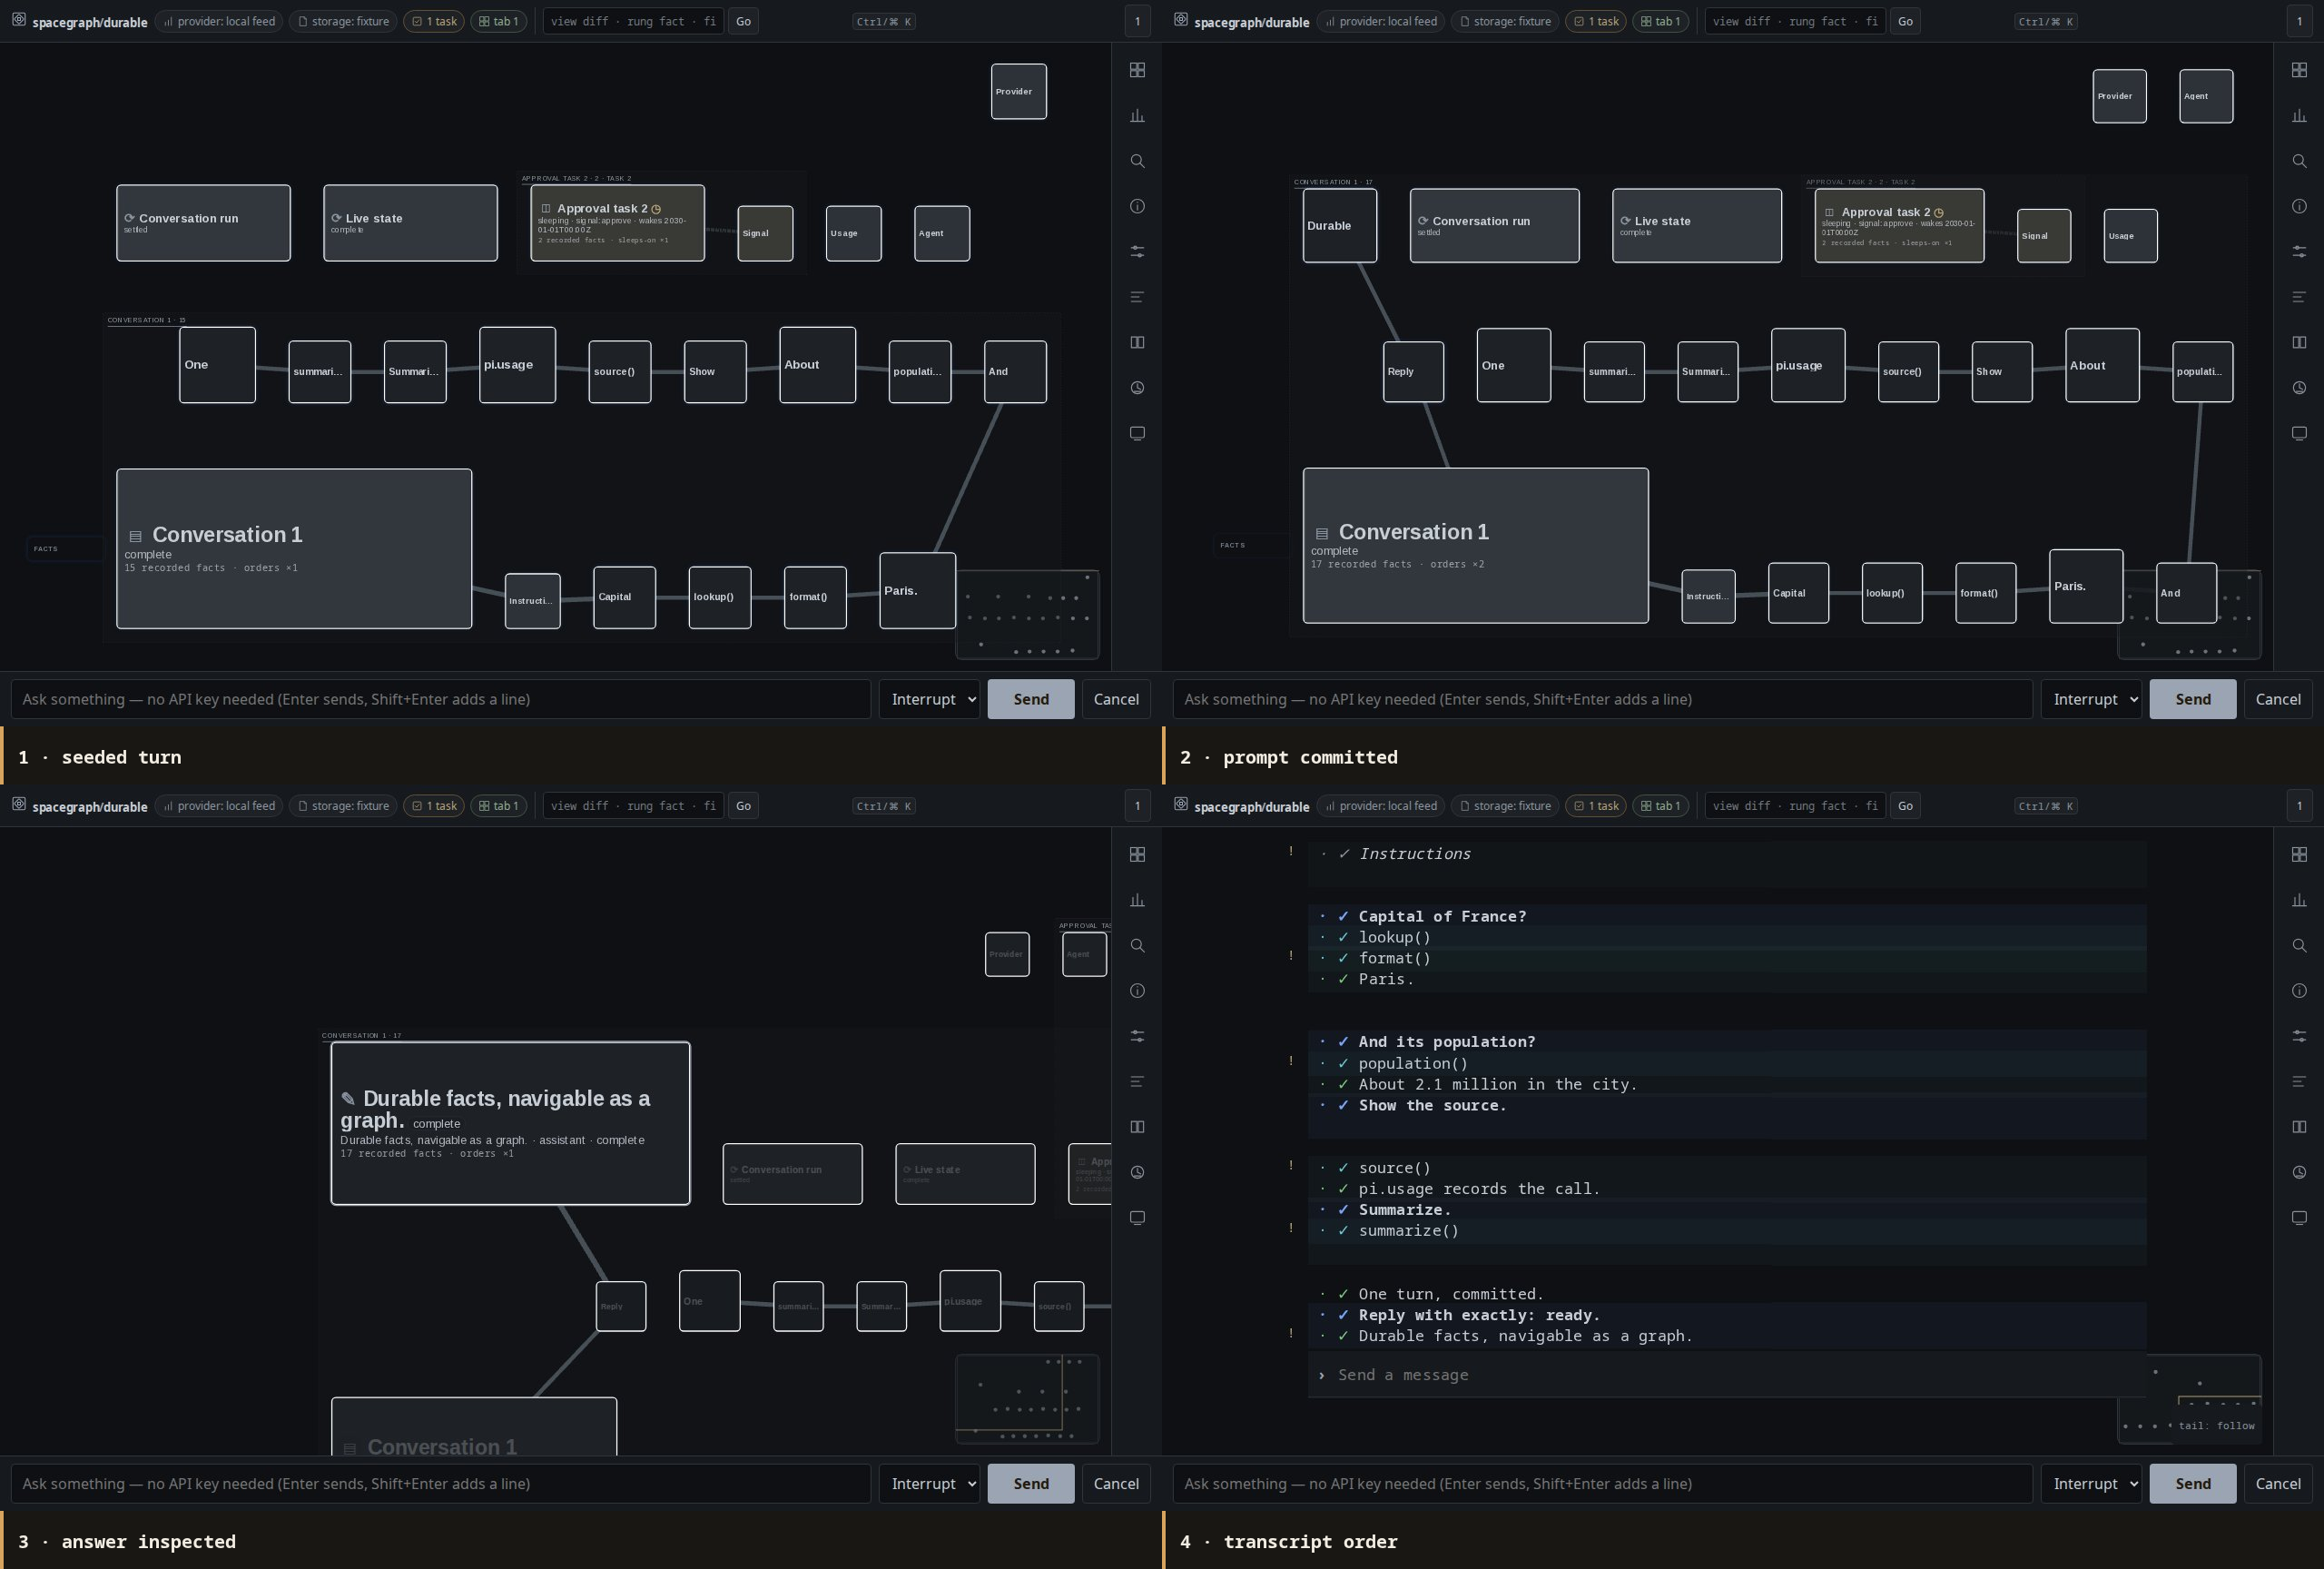 spacegraph/durable
provider: local feed
storage: fixture
1 task
tab 1
view diff · rung fact · fi
Go
Ctrl/⌘ K
1
Provider
APPROVAL TASK 2 · 2 · TASK 2
Conversation run
settled
Live state
complete
Approval task 2
sleeping · signal: approve · wakes 2030-
01-01T00:00Z
2 recorded facts · sleeps-on ×1
Signal
Usage
Agent
CONVERSATION 1 · 15
One
summari...
Summari...
pi.usage
source()
Show
About
populati...
And
FACTS
Conversation 1
complete
15 recorded facts · orders ×1
Instructi...
Capital
lookup()
format()
Paris.
Ask something — no API key needed (Enter sends, Shift+Enter adds a line)
Interrupt
Send
Cancel
1 · seeded turn
spacegraph/durable
provider: local feed
storage: fixture
1 task
tab 1
view diff · rung fact · fi
Go
Ctrl/⌘ K
1
Provider
Agent
CONVERSATION 1 · 17
APPROVAL TASK 2 · 2 · TASK 2
Durable
Conversation run
settled
Live state
complete
Approval task 2
sleeping · signal: approve · wakes 2030-01-
01T00:00Z
2 recorded facts · sleeps-on ×1
Signal
Usage
Reply
One
summari...
Summari...
pi.usage
source()
Show
About
populati...
FACTS
Conversation 1
complete
17 recorded facts · orders ×2
Instructi...
Capital
lookup()
format()
Paris.
And
Ask something — no API key needed (Enter sends, Shift+Enter adds a line)
Interrupt
Send
Cancel
2 · prompt committed
spacegraph/durable
provider: local feed
storage: fixture
1 task
tab 1
view diff · rung fact · fi
Go
Ctrl/⌘ K
1
APPROVAL TAS
Provider
Agent
CONVERSATION 1 · 17
Durable facts, navigable as a
graph. complete
Durable facts, navigable as a graph. · assistant · complete
17 recorded facts · orders ×1
Conversation run
settled
Live state
complete
Appr
Reply
One
summari...
Summar...
pi.usage
source()
Conversation 1
Ask something — no API key needed (Enter sends, Shift+Enter adds a line)
Interrupt
Send
Cancel
3 · answer inspected
spacegraph/durable
provider: local feed
storage: fixture
1 task
tab 1
view diff · rung fact · fi
Go
Ctrl/⌘ K
1
! · ✓ Instructions
· ✓ Capital of France?
· ✓ lookup()
! · ✓ format()
· ✓ Paris.
· ✓ And its population?
! · ✓ population()
· ✓ About 2.1 million in the city.
· ✓ Show the source.
! · ✓ source()
· ✓ pi.usage records the call.
· ✓ Summarize.
! · ✓ summarize()
· ✓ One turn, committed.
· ✓ Reply with exactly: ready.
! · ✓ Durable facts, navigable as a graph.
› Send a message
tail: follow
Ask something — no API key needed (Enter sends, Shift+Enter adds a line)
Interrupt
Send
Cancel
4 · transcript order